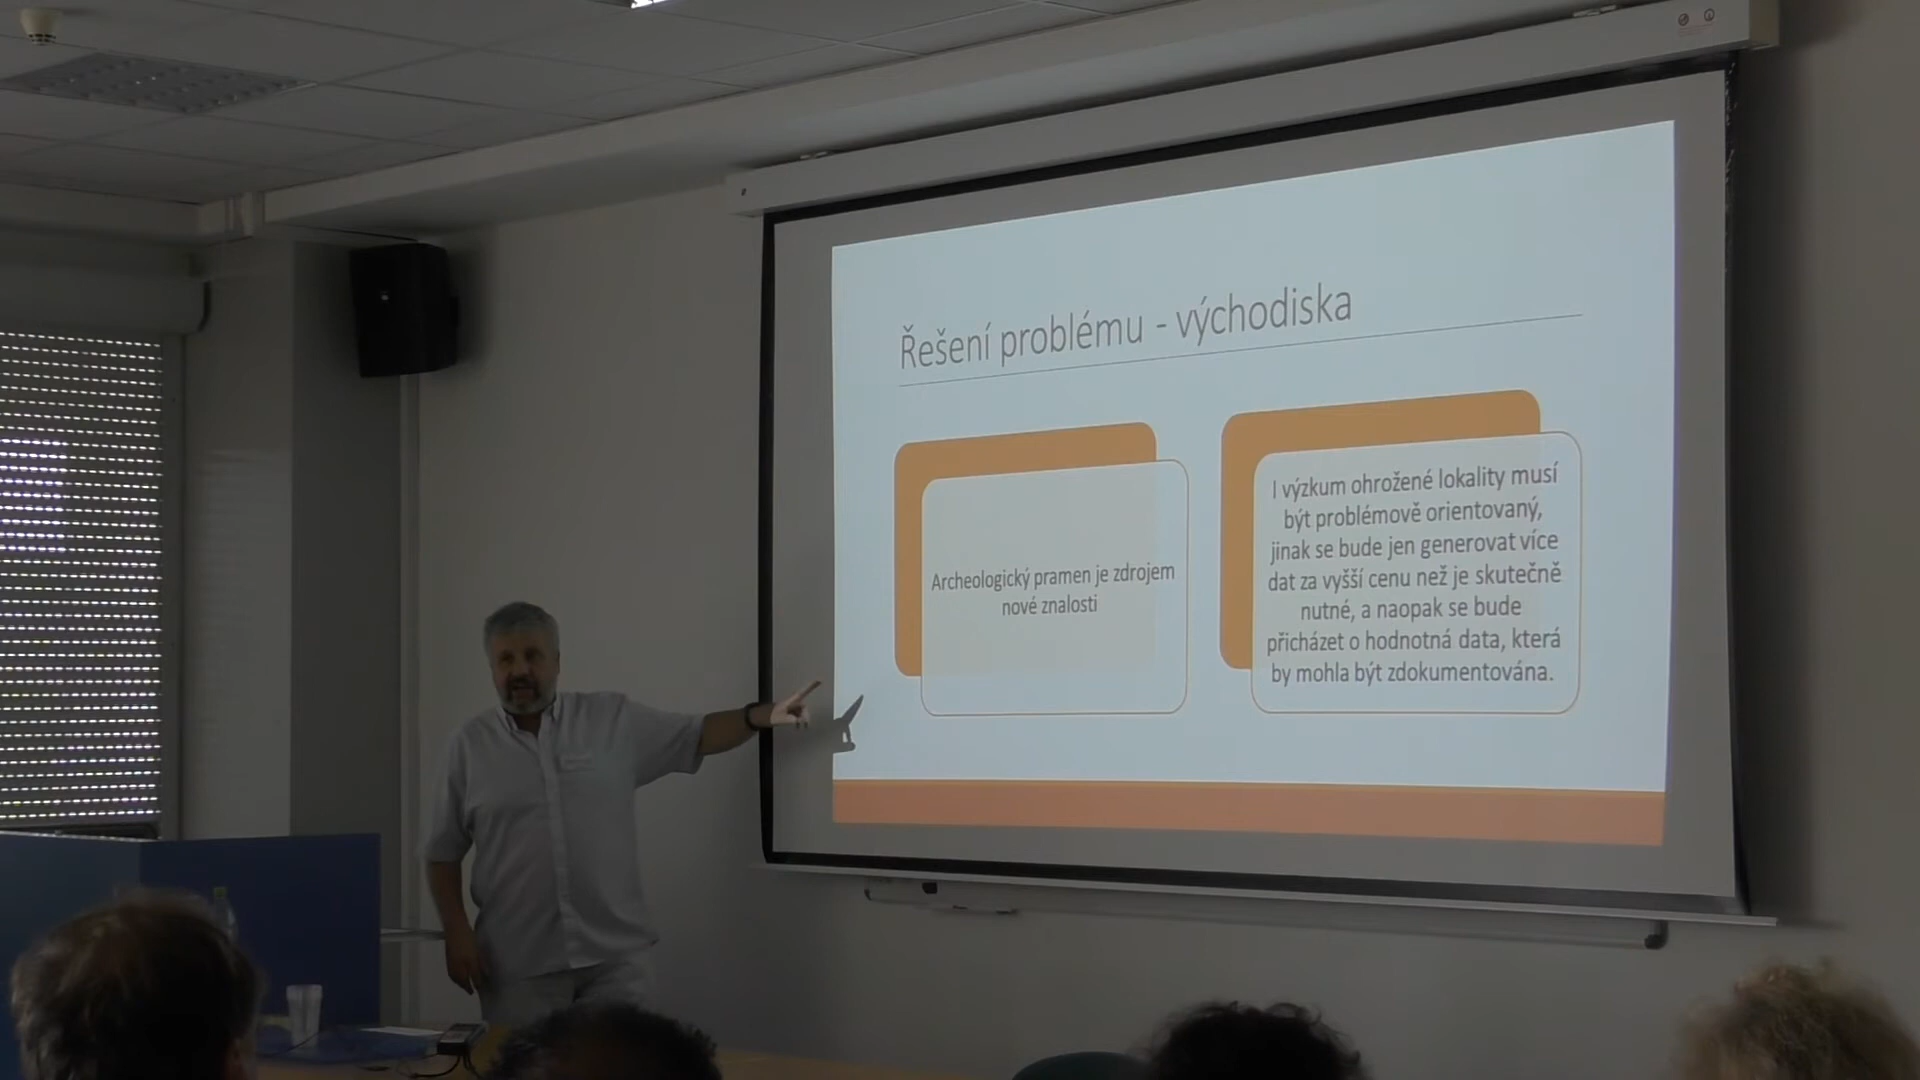 Řešení problému - východiska
Archeologický pramen je zdrojem
nové znalosti
I výzkum ohrožené lokality musí
být problémově orientovaný,
jinak se bude jen generovat více
dat za vyšší cenu než je skutečně
nutné, a naopak se bude
přicházet o hodnotná data, která
by mohla být zdokumentována.